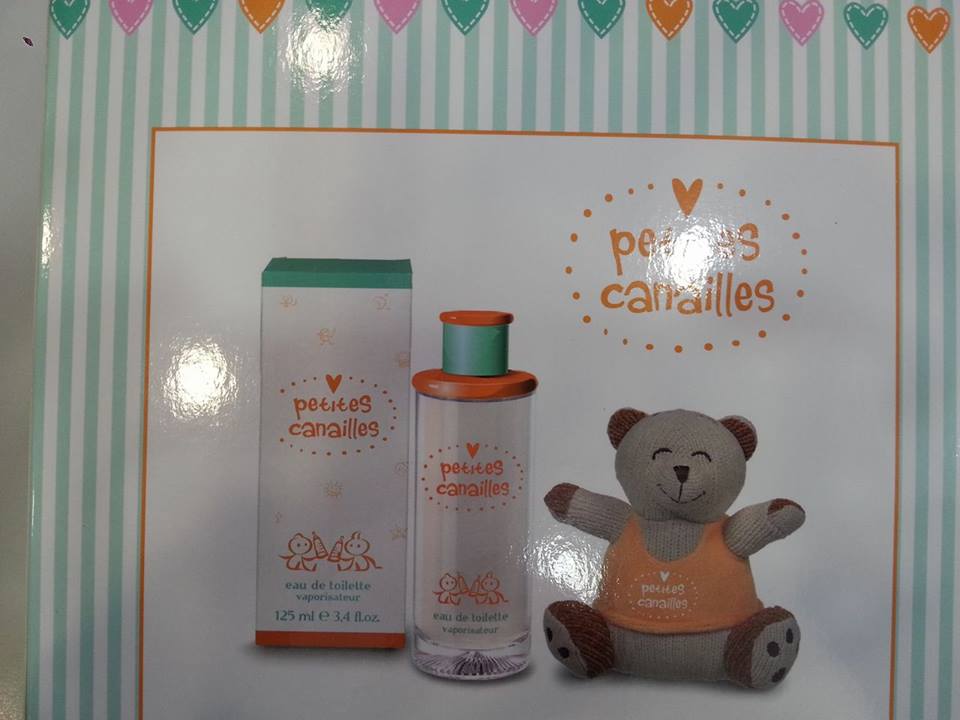 petites
canailles
petites
canailles
eau de toilette
vaporisateur
125 ml e 3,4 fl.oz.
petites
canailles
eau de toilette
vaporisateur
petites
canailles